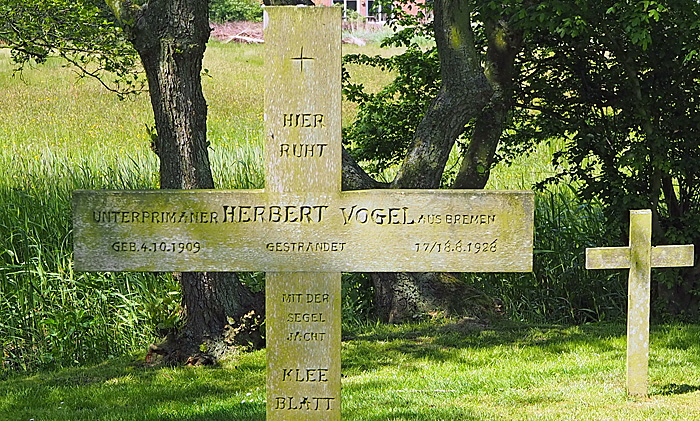 HIER
RUHT
UNTERPRIMANER HERBERT VOGEL AUS BREMEN
GEB. 4.10.1909 GESTRANDET 17/18.8.1928
MIT DER
SEGEL
JACHT
KLEE
BLATT